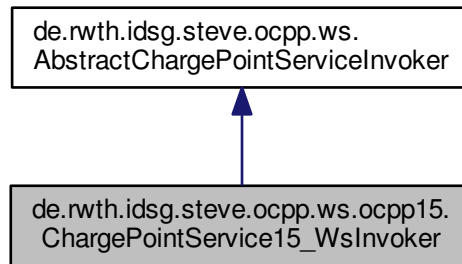 de.rwth.idsg.steve.ocpp.ws.
AbstractChargePointServiceInvoker
de.rwth.idsg.steve.ocpp.ws.ocpp15.
ChargePointService15_WsInvoker